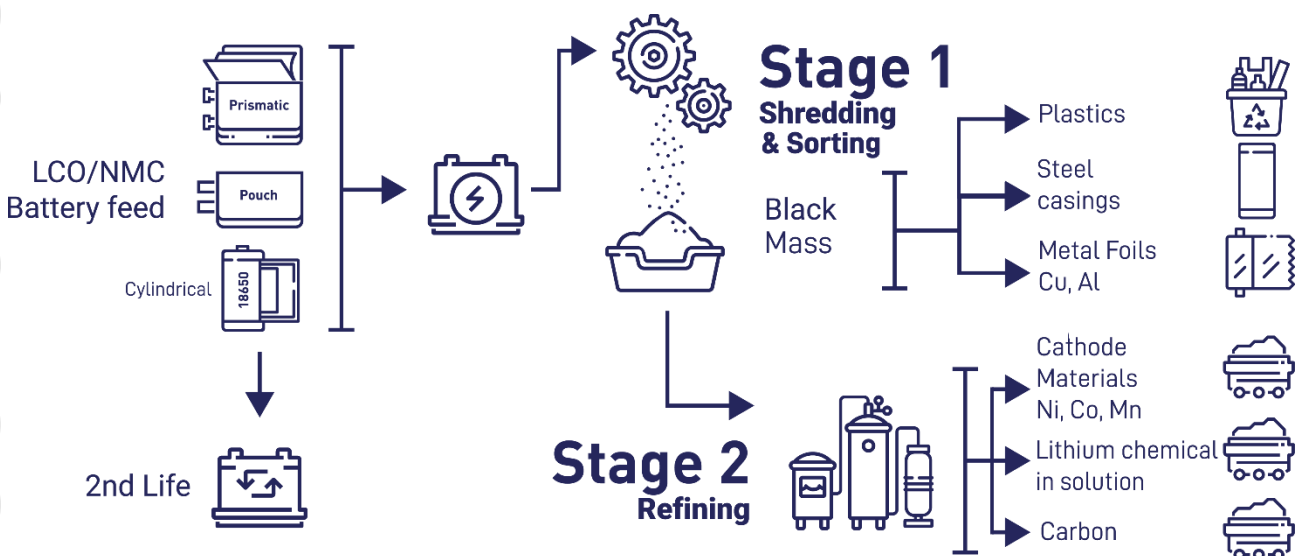 LCO/NMC
Battery feed
Prismatic
Pouch
Cylindrical
18650
2nd Life
Stage 1
Shredding
& Sorting
Black
Mass
Plastics
Steel
casings
Metal Foils
Cu, Al
Stage 2
Refining
Cathode
Materials
Ni, Co, Mn
Lithium chemical
in solution
Carbon